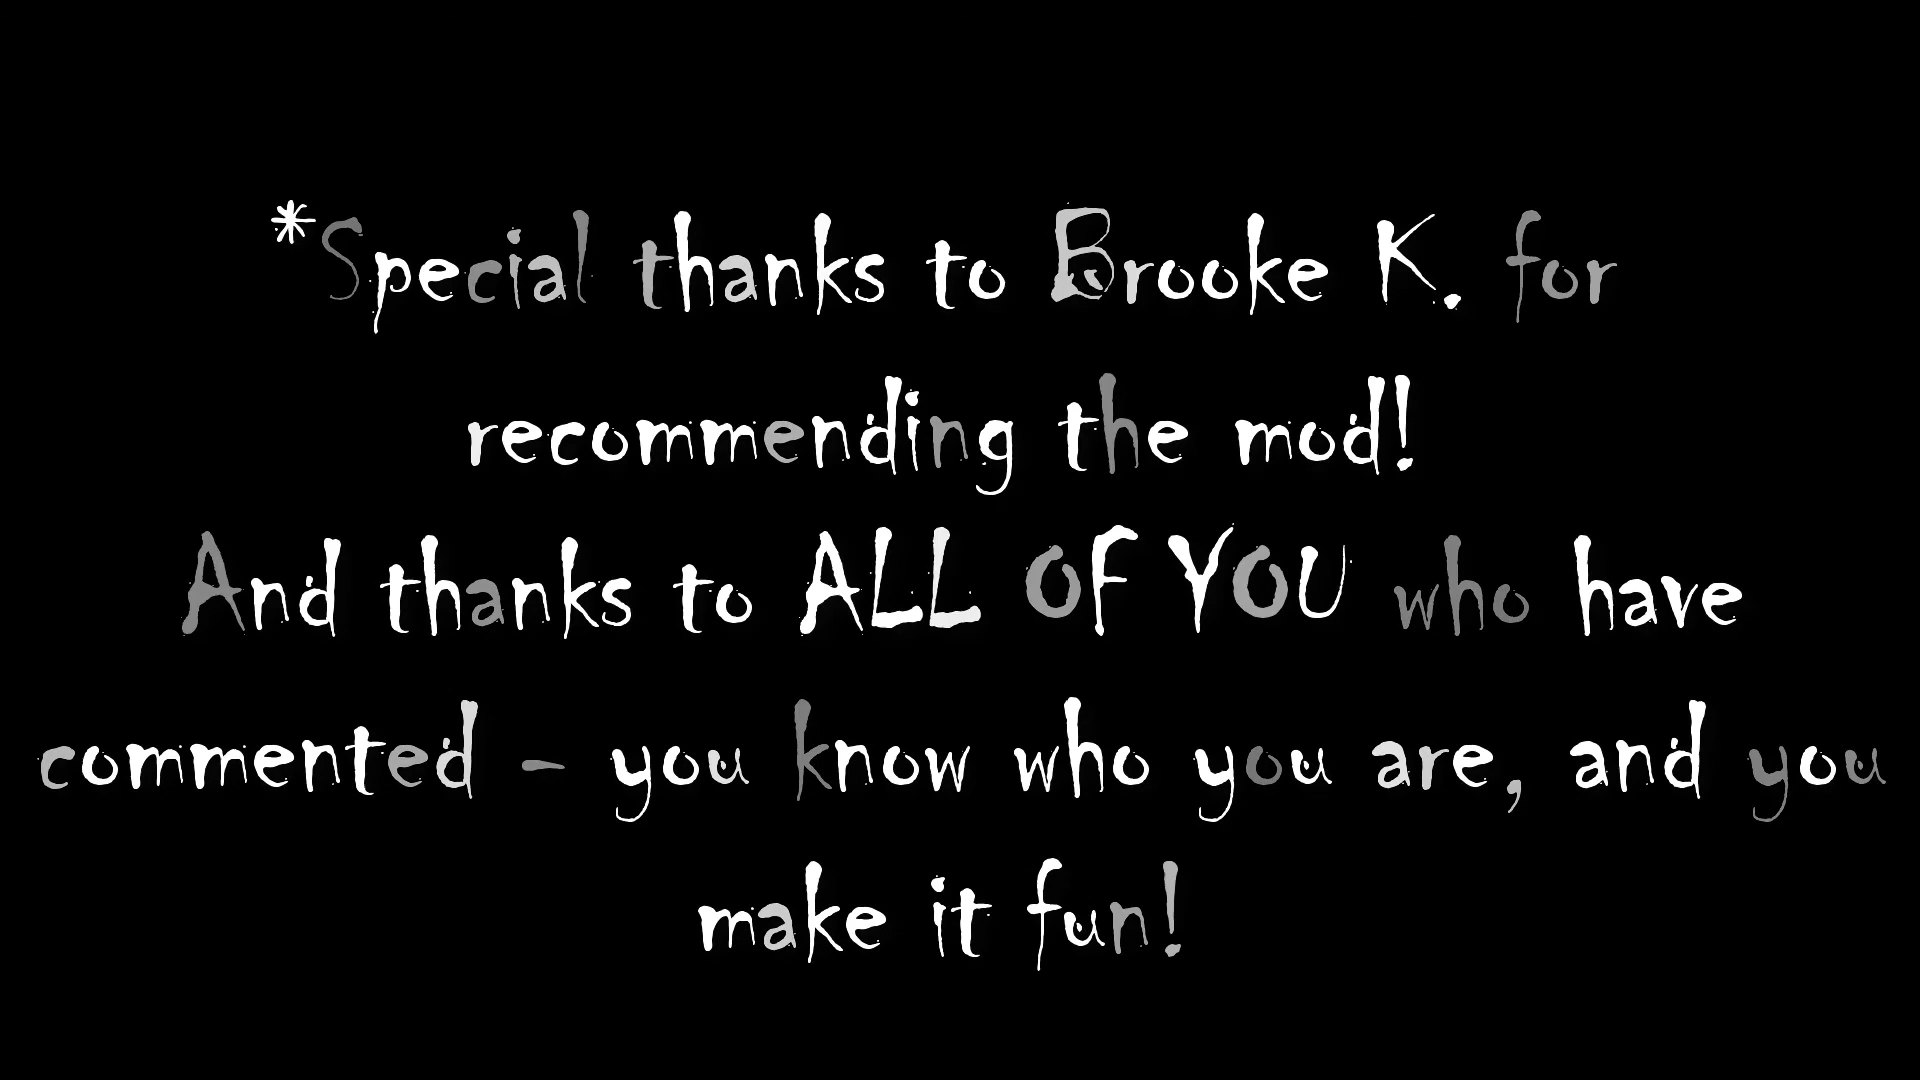 *Special thanks to Brooke K. for
recommending the mod!
And thanks to ALL OF YOU who have
commented - you know who you are, and you
make it fun!